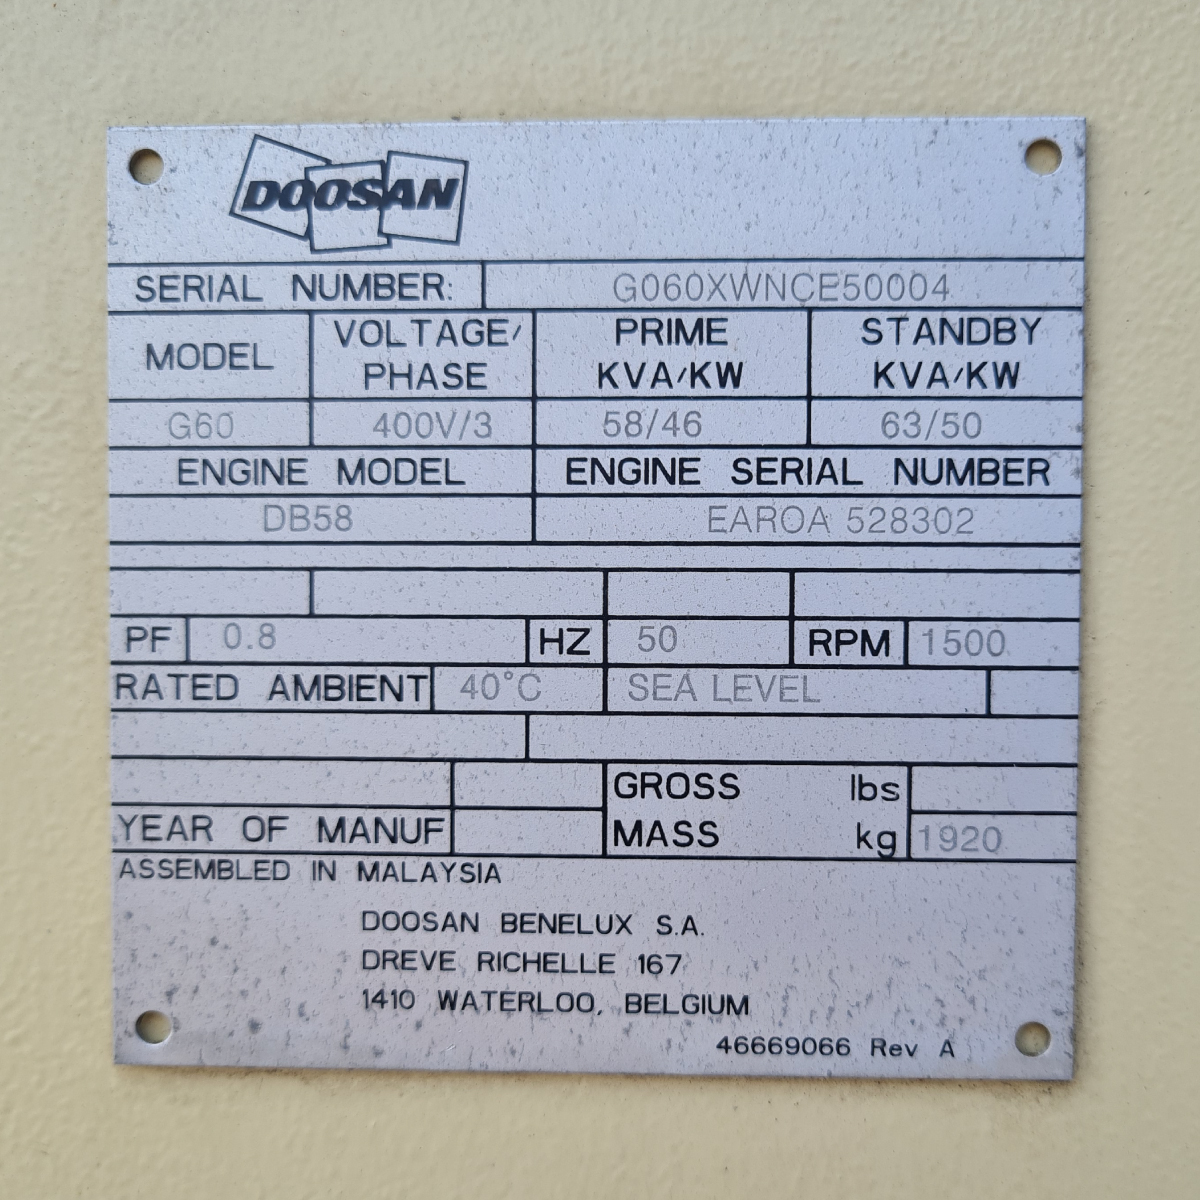 DOOSAN
SERIAL NUMBER: G060XWNCE50004
MODEL VOLTAGE/PHASE PRIME KVA/KW STANDBY KVA/KW
G60 400V/3 58/46 63/50
ENGINE MODEL ENGINE SERIAL NUMBER
DB58 EAROA 528302
PF 0.8 HZ 50 RPM 1500
RATED AMBIENT 40°C SEA LEVEL
GROSS lbs
YEAR OF MANUF MASS kg 1920
ASSEMBLED IN MALAYSIA
DOOSAN BENELUX S.A.
DREVE RICHELLE 167
1410 WATERLOO, BELGIUM
46669066 Rev A